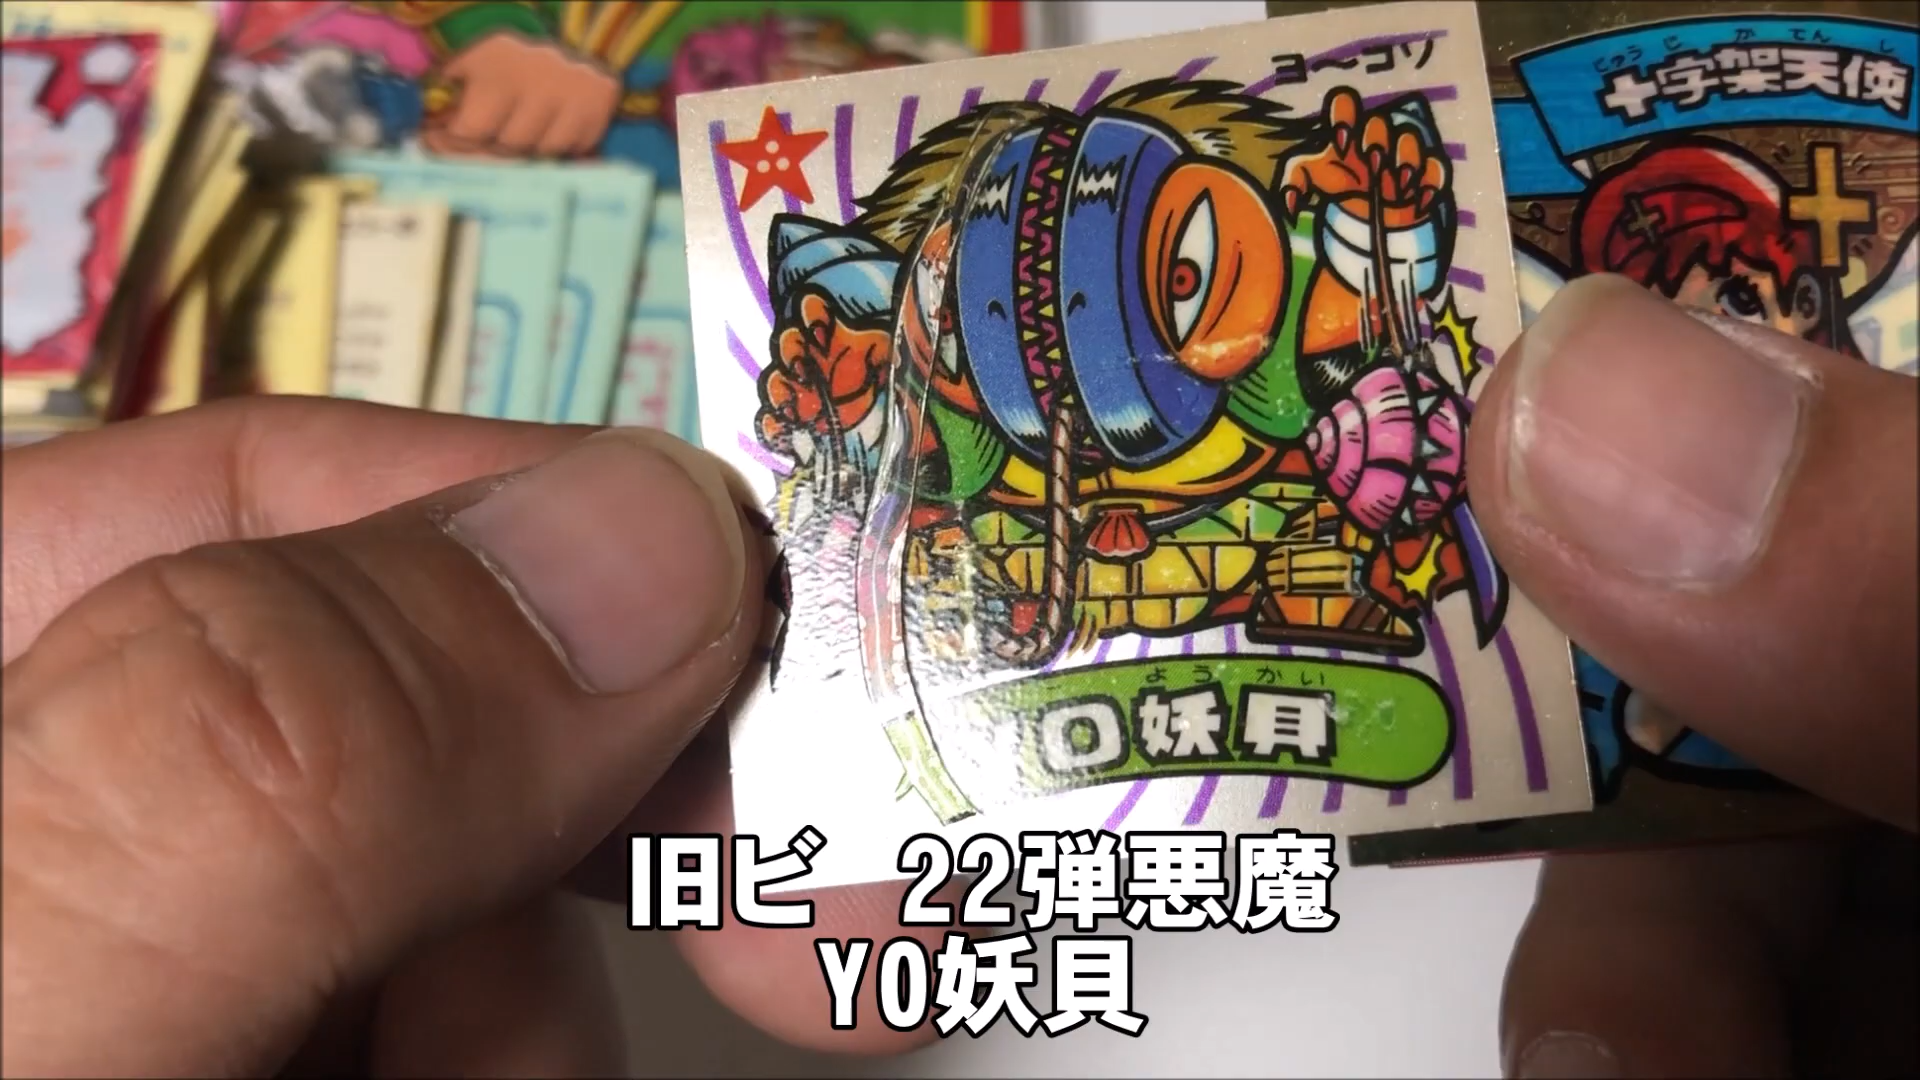 ヨ〜コソ
じゅうじかてんし
十字架天使
ようかい
O妖貝
旧ビ 22弾悪魔
YO妖貝